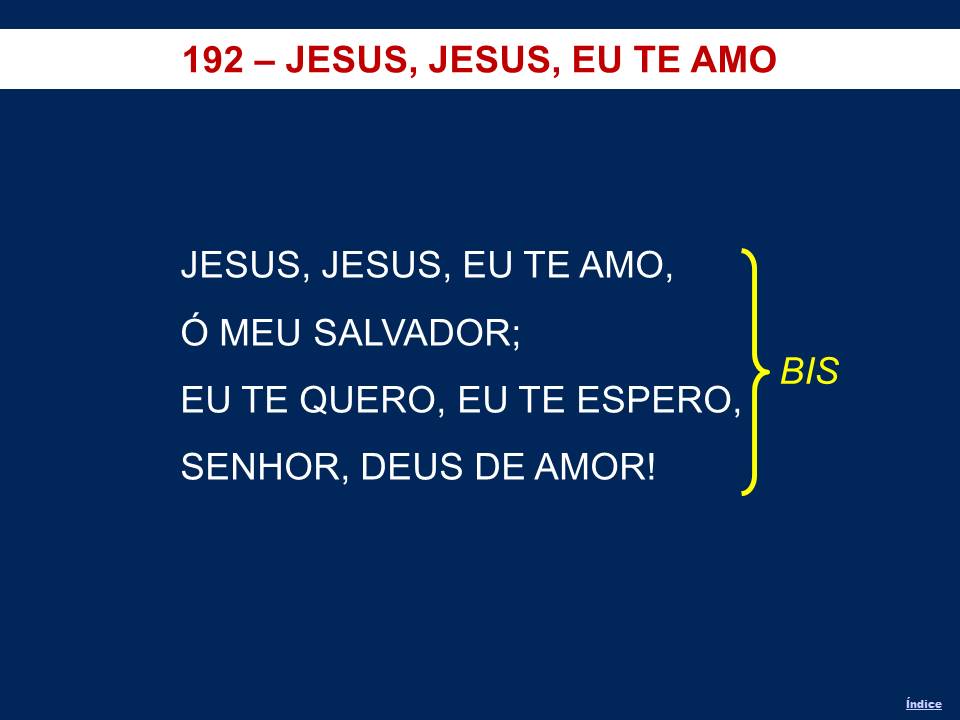 192 – JESUS, JESUS, EU TE AMO
JESUS, JESUS, EU TE AMO,
Ó MEU SALVADOR;
EU TE QUERO, EU TE ESPERO,
SENHOR, DEUS DE AMOR!
BIS
Índice